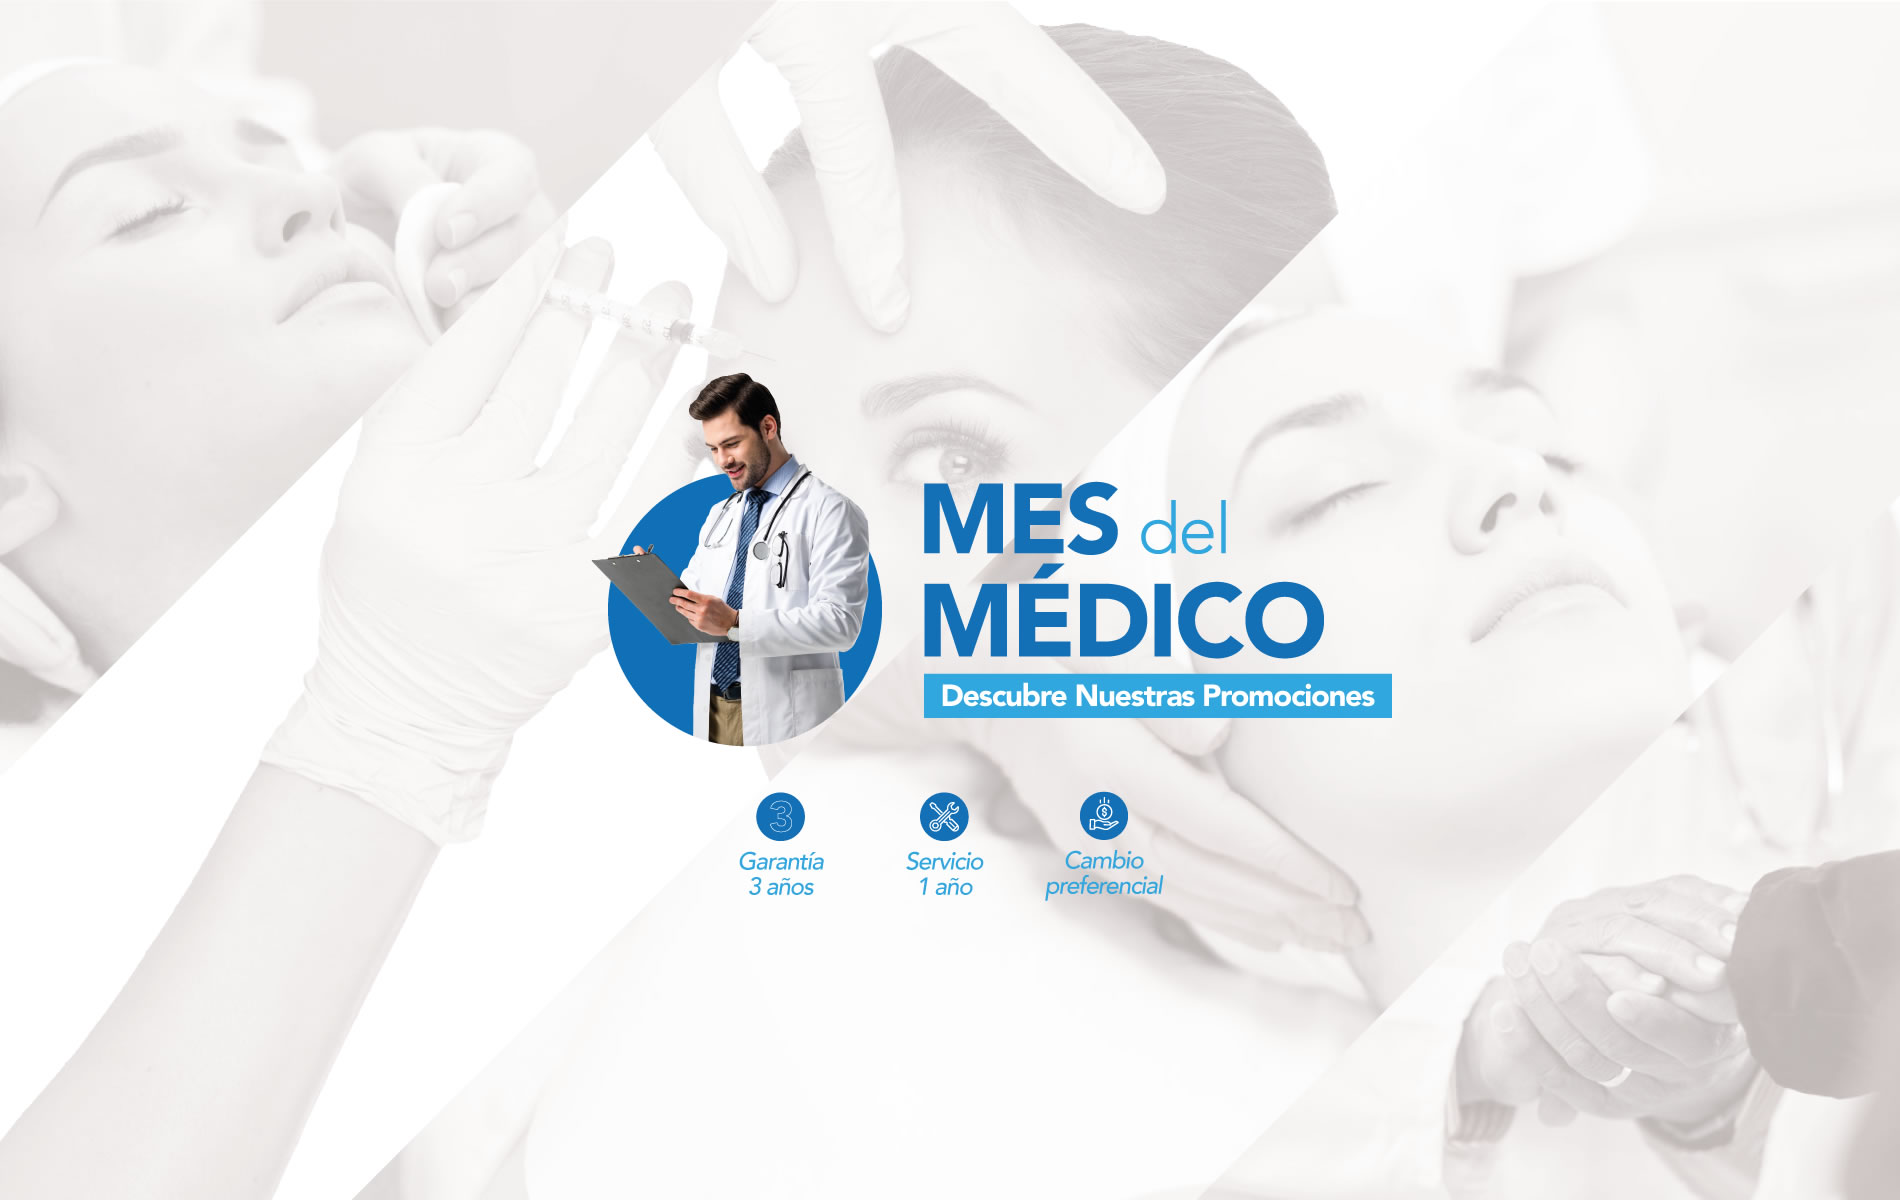 MES del
MÉDICO
Descubre Nuestras Promociones
3
Garantía
3 años
Servicio
1 año
$
Cambio
preferencial